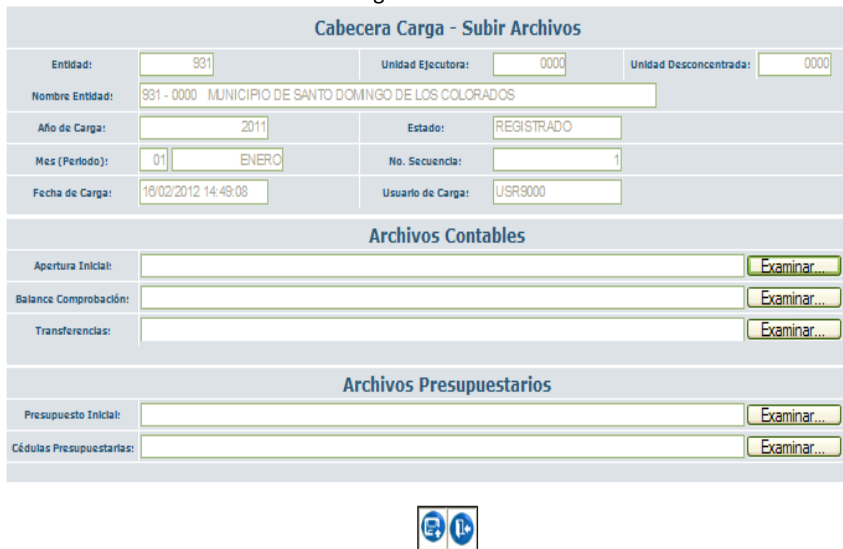 Cabecera Carga - Subir Archivos
Entidad: 931 Unidad Ejecutora: 0000 Unidad Desconcentrada: 0000
Nombre Entidad: 931 - 0000 MUNICIPIO DE SANTO DOMINGO DE LOS COLORADOS
Año de Carga: 2011 Estado: REGISTRADO
Mes (Periodo): 01 ENERO No. Secuencia: 1
Fecha de Carga: 16/02/2012 14:49:08 Usuario de Carga: USR9000
Archivos Contables
Apertura Inicial: Examinar...
Balance Comprobación: Examinar...
Transferencias: Examinar...
Archivos Presupuestarios
Presupuesto Inicial: Examinar...
Cédulas Presupuestarias: Examinar...